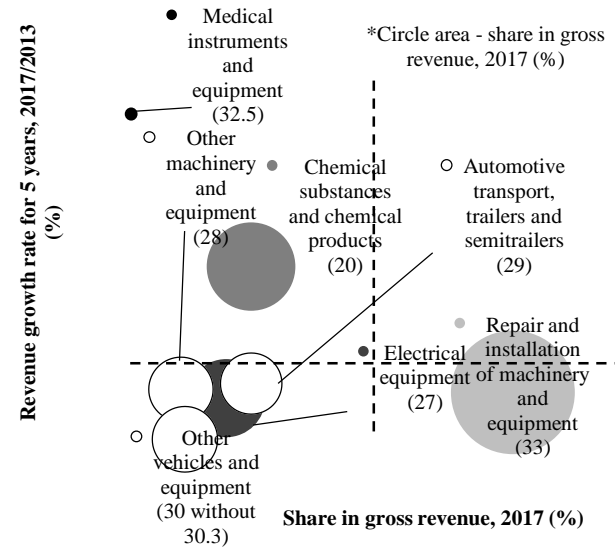 Medical
instruments
and
equipment
(32.5)
*Circle area - share in gross
revenue, 2017 (%)
Revenue growth rate for 5 years, 2017/2013
(%)
Other
machinery
and
equipment
(28)
Chemical
substances
and chemical
products
(20)
Automotive
transport,
trailers and
semitrailers
(29)
Electrical
equipment
(27)
Repair and
installation
of machinery
and
equipment
(33)
Other
vehicles and
equipment
(30 without
30.3)
Share in gross revenue, 2017 (%)